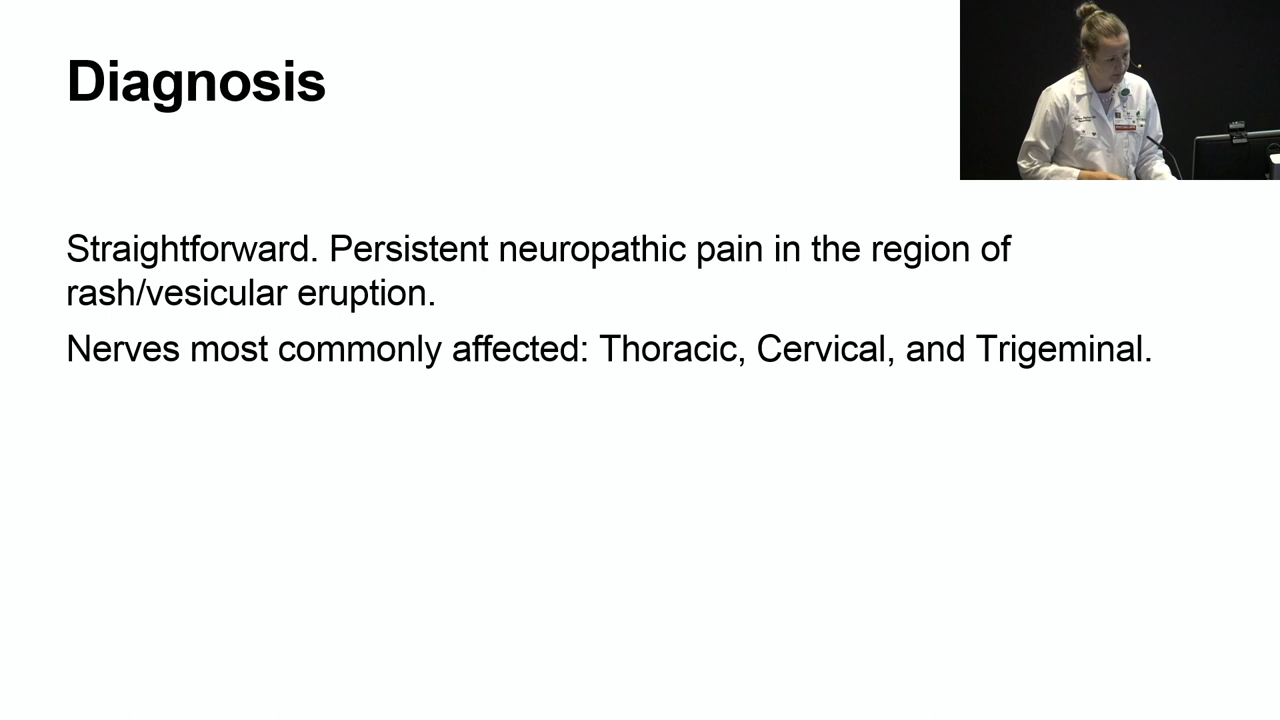 Diagnosis
Straightforward. Persistent neuropathic pain in the region of
rash/vesicular eruption.
Nerves most commonly affected: Thoracic, Cervical, and Trigeminal.